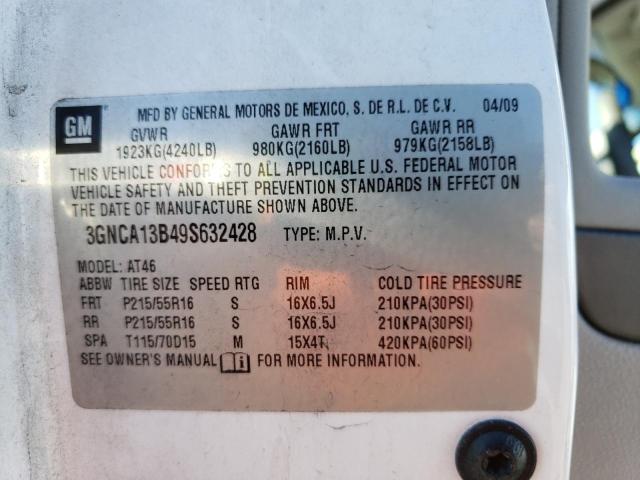 GM
MFD BY GENERAL MOTORS DE MEXICO, S. DE R.L. DE C.V. 04/09
GVWR GAWR FRT GAWR RR
1923KG(4240LB) 980KG(2160LB) 979KG(2158LB)
THIS VEHICLE CONFORMS TO ALL APPLICABLE U.S. FEDERAL MOTOR
VEHICLE SAFETY AND THEFT PREVENTION STANDARDS IN EFFECT ON
THE DATE OF MANUFACTURE SHOWN ABOVE.
3GNCA13B49S632428 TYPE: M.P.V.
MODEL: AT46
ABBW TIRE SIZE SPEED RTG RIM COLD TIRE PRESSURE
FRT P215/55R16 S 16X6.5J 210KPA(30PSI)
RR P215/55R16 S 16X6.5J 210KPA(30PSI)
SPA T115/70D15 M 15X4T 420KPA(60PSI)
SEE OWNER'S MANUAL FOR MORE INFORMATION.